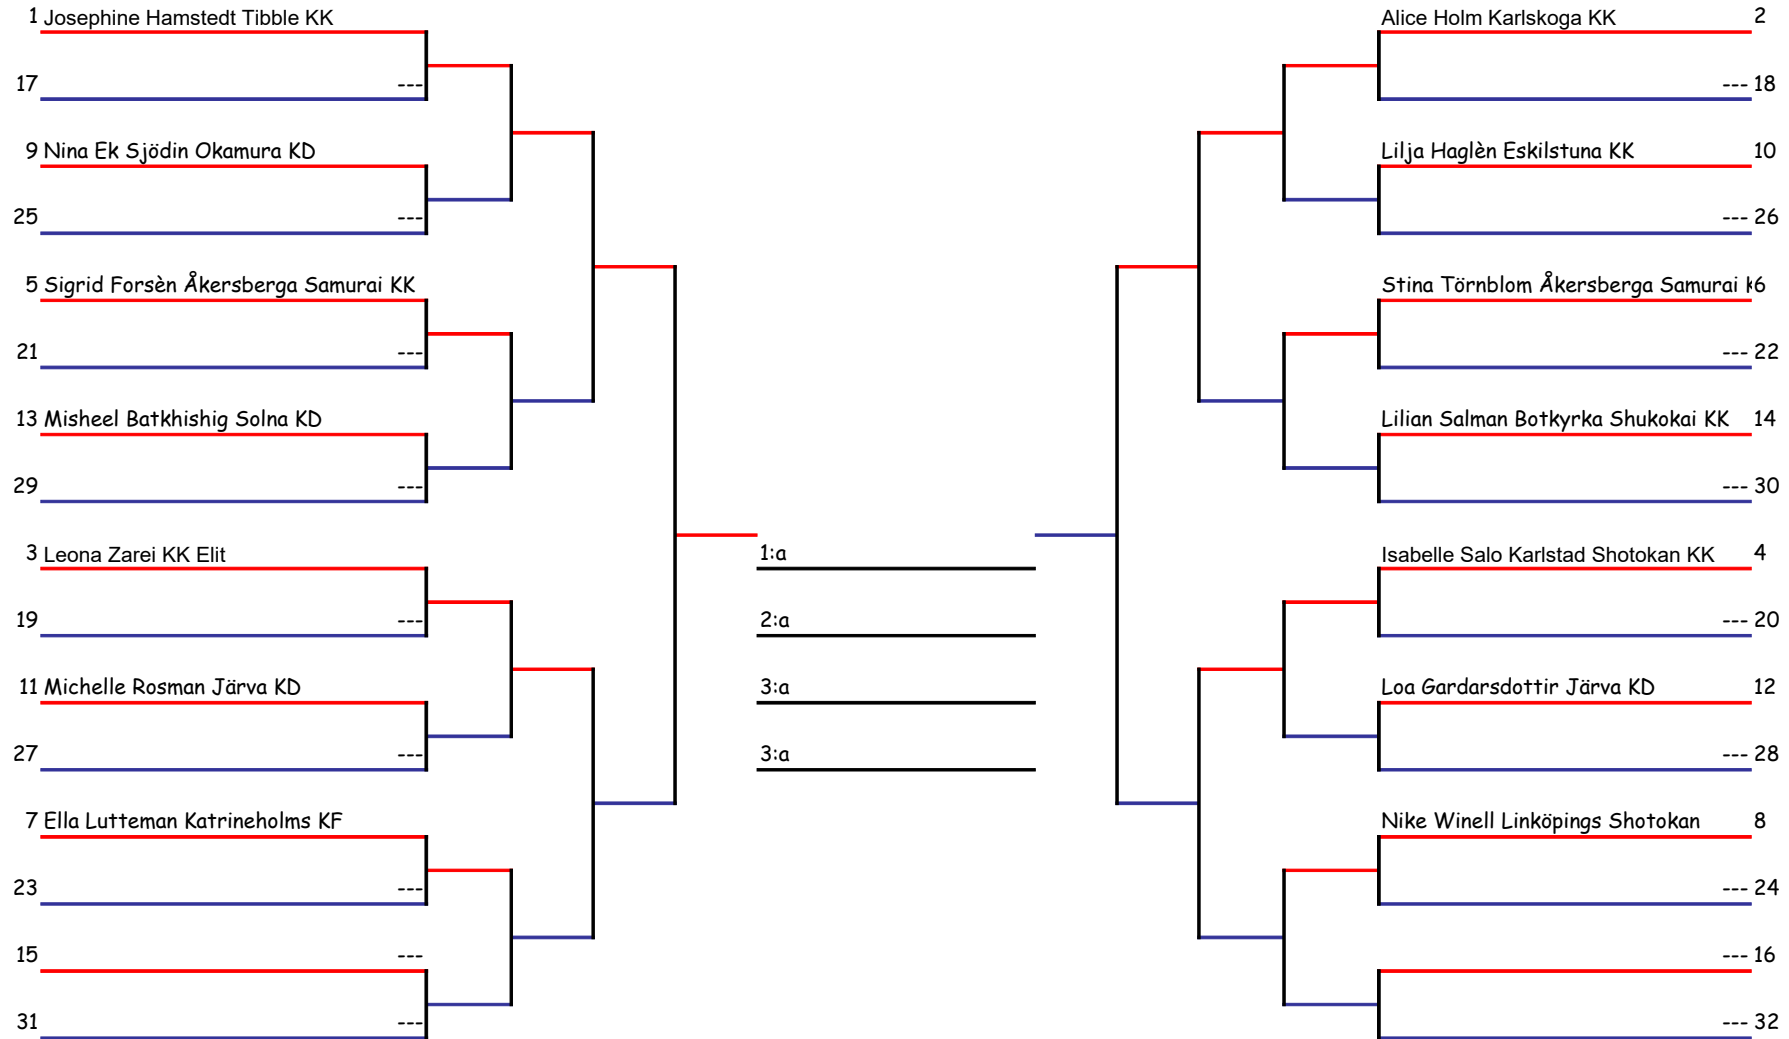 1 Josephine Hamstedt Tibble KK
17 ---
9 Nina Ek Sjödin Okamura KD
25 ---
5 Sigrid Forsèn Åkersberga Samurai KK
21 ---
13 Misheel Batkhishig Solna KD
29 ---
3 Leona Zarei KK Elit
19 ---
11 Michelle Rosman Järva KD
27 ---
7 Ella Lutteman Katrineholms KF
23 ---
15 ---
31 ---
1:a
2:a
3:a
3:a
Alice Holm Karlskoga KK 2
--- 18
Lilja Haglèn Eskilstuna KK 10
--- 26
Stina Törnblom Åkersberga Samurai 6
--- 22
Lilian Salman Botkyrka Shukokai KK 14
--- 30
Isabelle Salo Karlstad Shotokan KK 4
--- 20
Loa Gardarsdottir Järva KD 12
--- 28
Nike Winell Linköpings Shotokan 8
--- 24
--- 16
--- 32